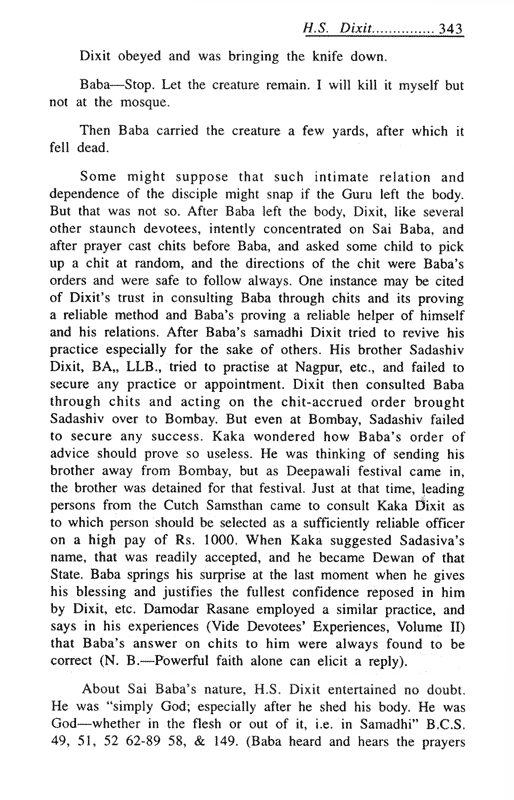 H.S. Dixit............... 343
Dixit obeyed and was bringing the knife down.
Baba—Stop. Let the creature remain. I will kill it myself but
not at the mosque.
Then Baba carried the creature a few yards, after which it
fell dead.
Some might suppose that such intimate relation and
dependence of the disciple might snap if the Guru left the body.
But that was not so. After Baba left the body, Dixit, like several
other staunch devotees, intently concentrated on Sai Baba, and
after prayer cast chits before Baba, and asked some child to pick
up a chit at random, and the directions of the chit were Baba's
orders and were safe to follow always. One instance may be cited
of Dixit's trust in consulting Baba through chits and its proving
a reliable method and Baba's proving a reliable helper of himself
and his relations. After Baba's samadhi Dixit tried to revive his
practice especially for the sake of others. His brother Sadashiv
Dixit, BA,, LLB., tried to practise at Nagpur, etc., and failed to
secure any practice or appointment. Dixit then consulted Baba
through chits and acting on the chit-accrued order brought
Sadashiv over to Bombay. But even at Bombay, Sadashiv failed
to secure any success. Kaka wondered how Baba's order of
advice should prove so useless. He was thinking of sending his
brother away from Bombay, but as Deepawali festival came in,
the brother was detained for that festival. Just at that time, leading
persons from the Cutch Samsthan came to consult Kaka Dixit as
to which person should be selected as a sufficiently reliable officer
on a high pay of Rs. 1000. When Kaka suggested Sadasiva's
name, that was readily accepted, and he became Dewan of that
State. Baba springs his surprise at the last moment when he gives
his blessing and justifies the fullest confidence reposed in him
by Dixit, etc. Damodar Rasane employed a similar practice, and
says in his experiences (Vide Devotees' Experiences, Volume II)
that Baba's answer on chits to him were always found to be
correct (N. B.—Powerful faith alone can elicit a reply).
About Sai Baba's nature, H.S. Dixit entertained no doubt.
He was "simply God; especially after he shed his body. He was
God—whether in the flesh or out of it, i.e. in Samadhi" B.C.S.
49, 51, 52 62-89 58, & 149. (Baba heard and hears the prayers